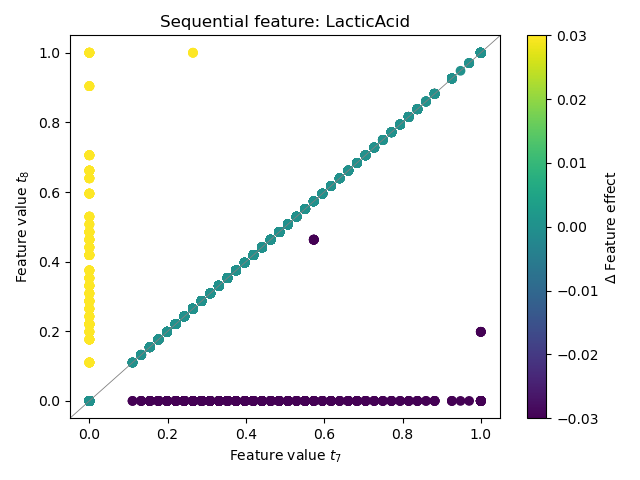 Sequential feature: LacticAcid
1.0
0.8
0.6
0.4
0.2
0.0
Feature value t₈
0.0 0.2 0.4 0.6 0.8 1.0
Feature value t₇
0.03
0.02
0.01
0.00
−0.01
−0.02
−0.03
Δ Feature effect